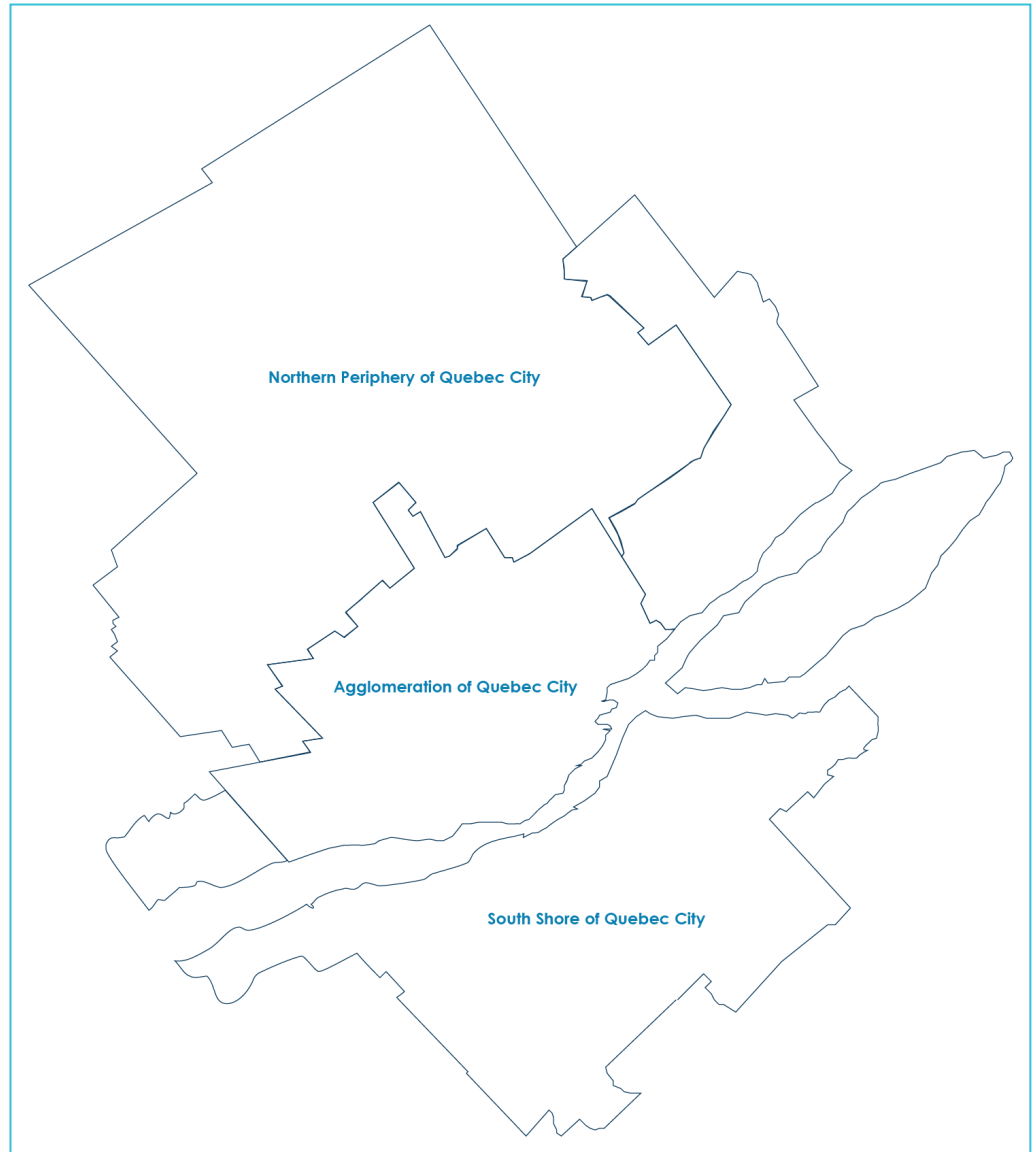 Northern Periphery of Quebec City
Agglomeration of Quebec City
South Shore of Quebec City